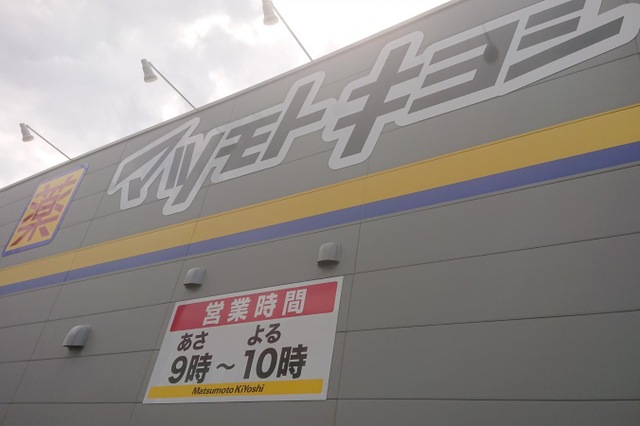 薬
マツモトキヨシ
営業時間
あさ よる
9時～10時
Matsumoto KiYoshi